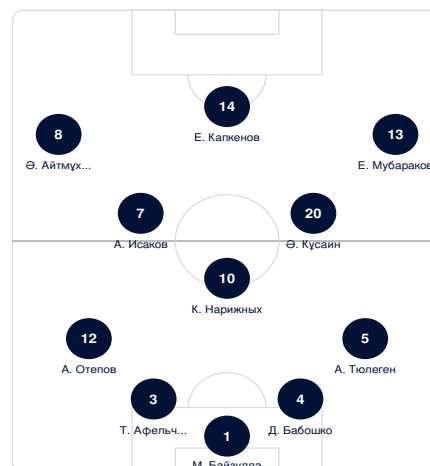 14
Е. Капкенов
8
Ә. Айтмұх...
13
Е. Мубараков
7
А. Исаков
20
Ә. Құсаин
10
К. Нарижных
12
А. Отепов
5
А. Тюлеген
3
Т. Афельч...
4
Д. Бабошко
1
М. Байзулла